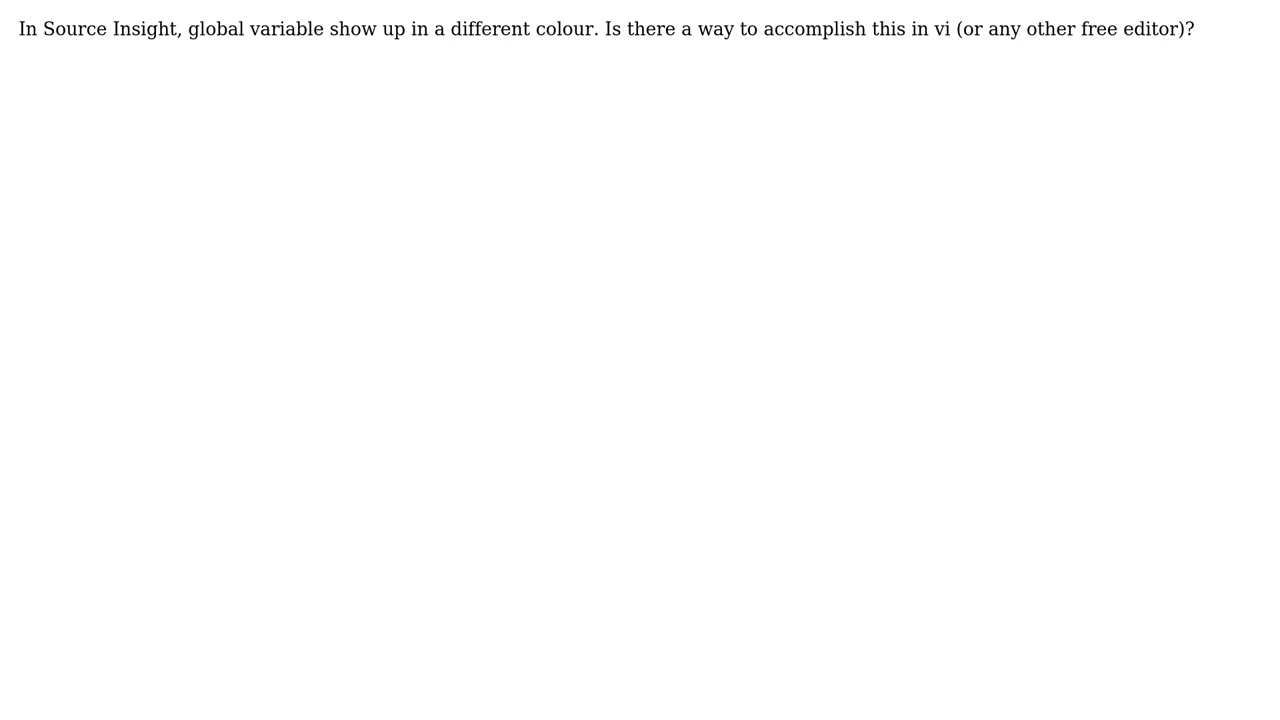 In Source Insight, global variable show up in a different colour. Is there a way to accomplish this in vi (or any other free editor)?